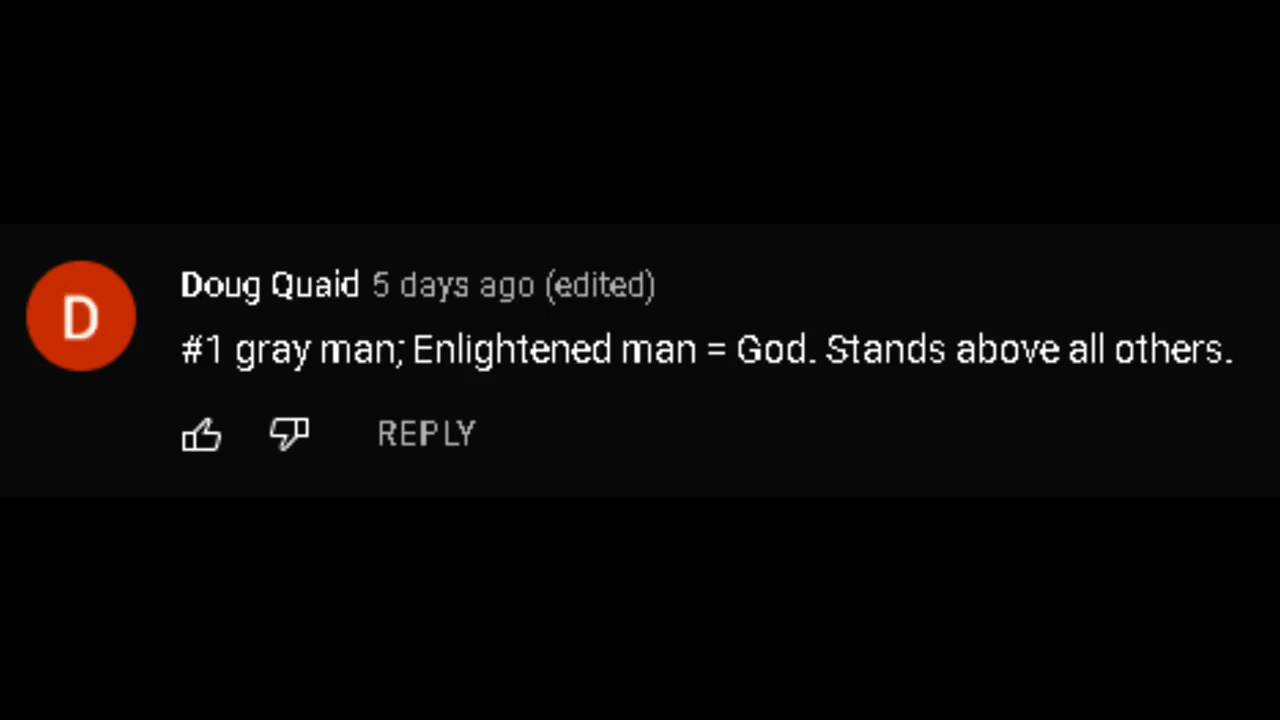 D
Doug Quaid 5 days ago (edited)
#1 gray man; Enlightened man = God. Stands above all others.
REPLY